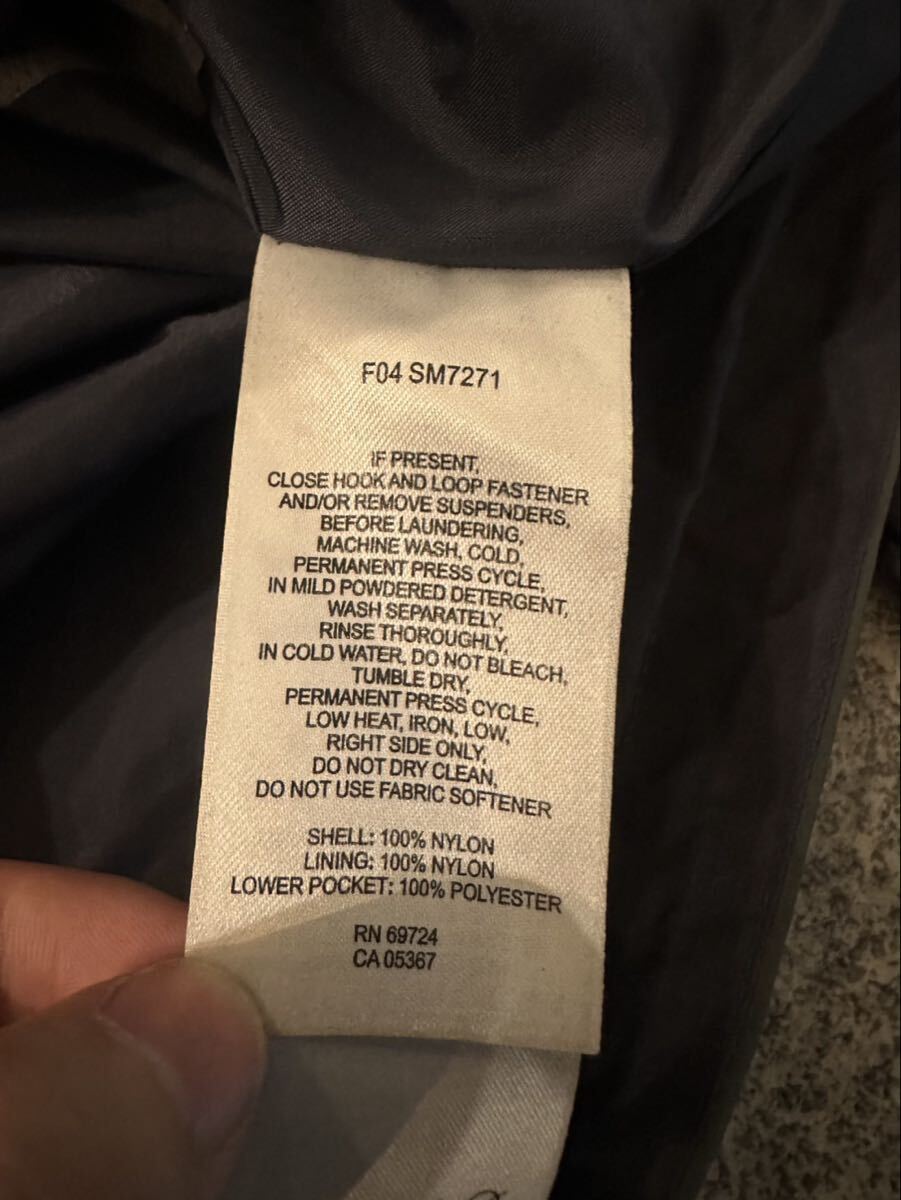 F04 SM7271
IF PRESENT,
CLOSE HOOK AND LOOP FASTENER
AND/OR REMOVE SUSPENDERS,
BEFORE LAUNDERING,
MACHINE WASH, COLD,
PERMANENT PRESS CYCLE,
IN MILD POWDERED DETERGENT,
WASH SEPARATELY,
RINSE THOROUGHLY,
IN COLD WATER, DO NOT BLEACH,
TUMBLE DRY,
PERMANENT PRESS CYCLE,
LOW HEAT, IRON, LOW,
RIGHT SIDE ONLY,
DO NOT DRY CLEAN,
DO NOT USE FABRIC SOFTENER
SHELL: 100% NYLON
LINING: 100% NYLON
LOWER POCKET: 100% POLYESTER
RN 69724
CA 05367